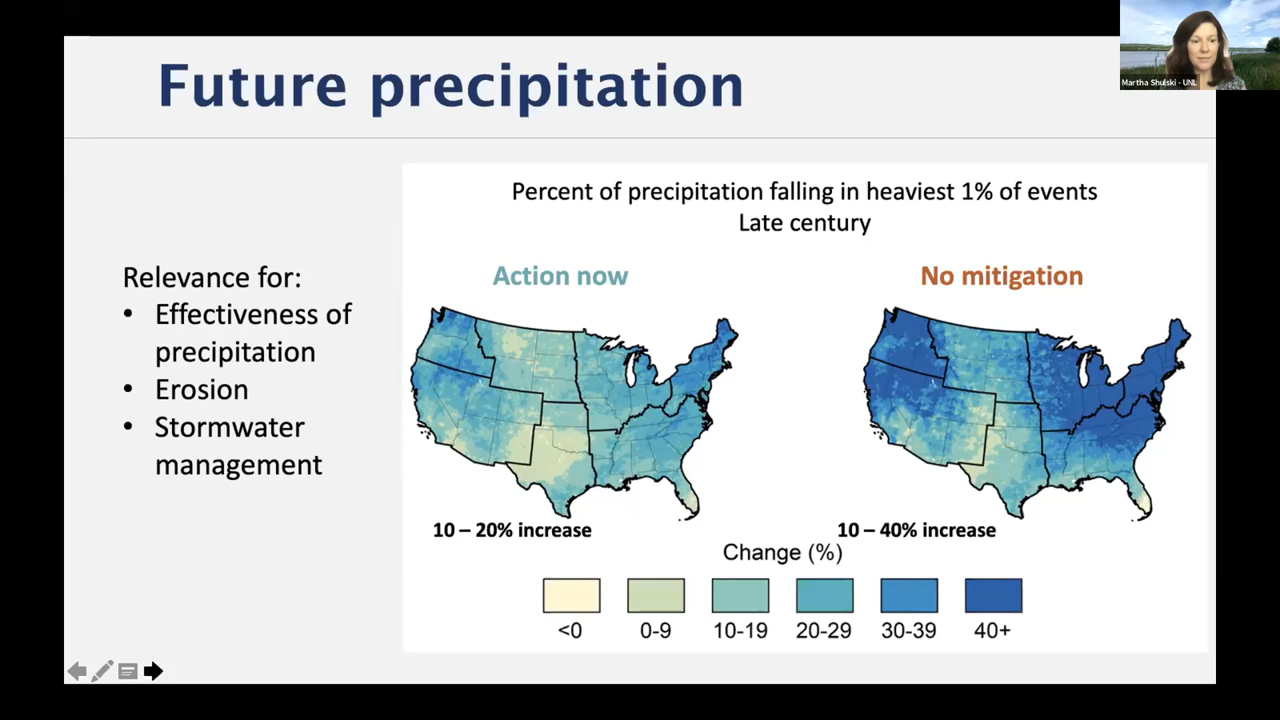 Future precipitation
Martha Shulski - UNL
Relevance for:
• Effectiveness of
precipitation
• Erosion
• Stormwater
management
Percent of precipitation falling in heaviest 1% of events
Late century
Action now
No mitigation
10 – 20% increase
10 – 40% increase
Change (%)
<0
0-9
10-19
20-29
30-39
40+